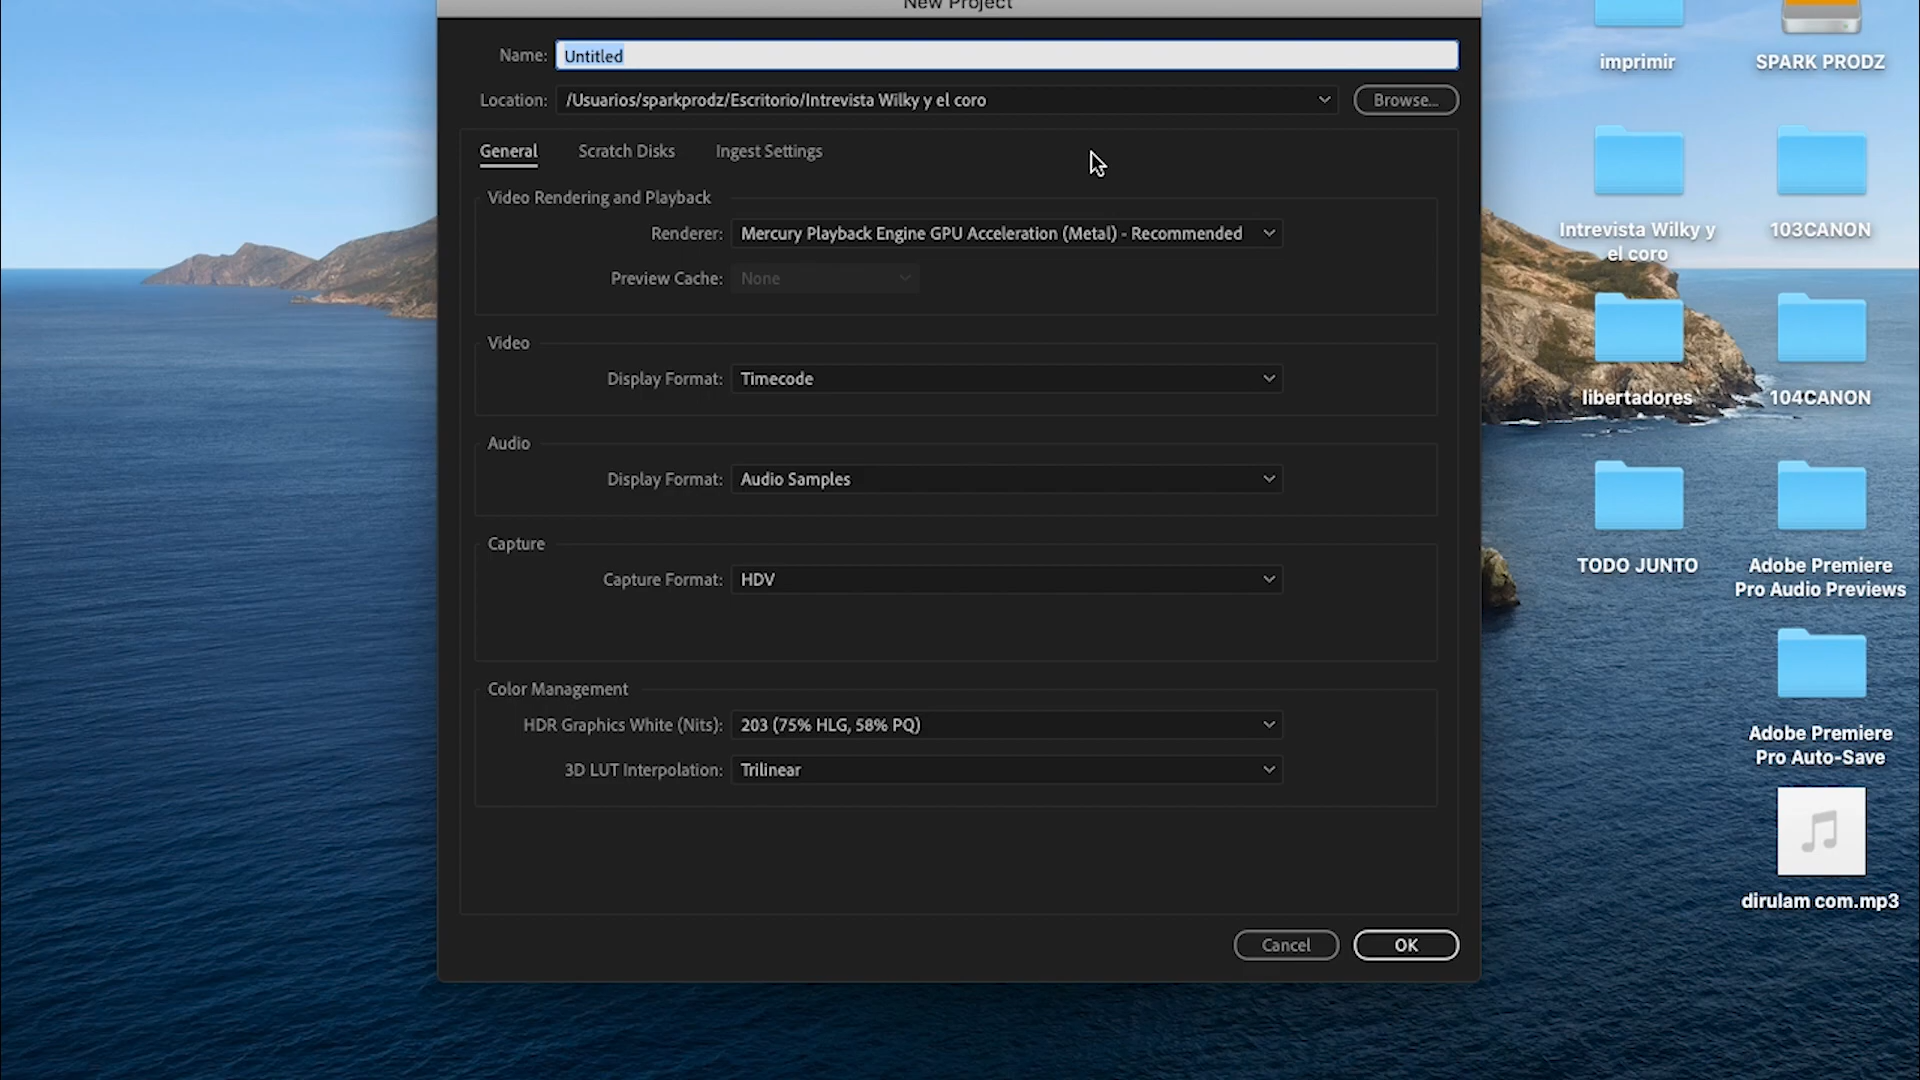 New Project
Name: Untitled
Location: /Usuarios/sparkprodz/Escritorio/Intrevista Wilky y el coro
Browse...
General Scratch Disks Ingest Settings
Video Rendering and Playback
Renderer: Mercury Playback Engine GPU Acceleration (Metal) - Recommended
Preview Cache: None
Video
Display Format: Timecode
Audio
Display Format: Audio Samples
Capture
Capture Format: HDV
Color Management
HDR Graphics White (Nits): 203 (75% HLG, 58% PQ)
3D LUT Interpolation: Trilinear
Cancel OK
imprimir
SPARK PRODZ
Intrevista Wilky y
el coro
103CANON
libertadores
104CANON
TODO JUNTO
Adobe Premiere
Pro Audio Previews
Adobe Premiere
Pro Auto-Save
dirulam com.mp3